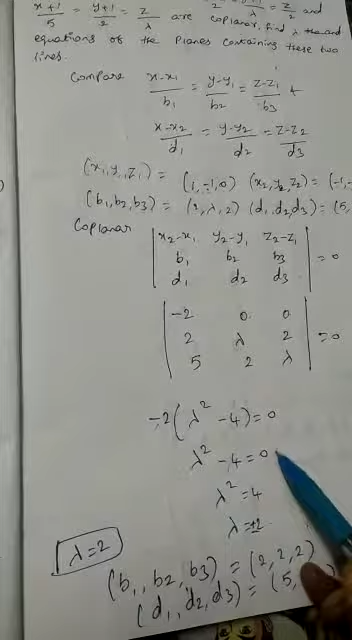 x+1/5 = y+1/2 = z/λ are coplanar, find λ the and
equations of the planes containing these two
lines.
Compare x-x₁/b₁ = y-y₁/b₂ = z-z₁/b₃ &
x-x₂/d₁ = y-y₂/d₂ = z-z₂/d₃
(x₁,y₁,z₁) = (1,-1,0) (x₂,y₂,z₂) = (-1,-
(b₁,b₂,b₃) = (2,λ,2) (d₁,d₂,d₃) = (5,
Coplanar | x₂-x₁ y₂-y₁ z₂-z₁ |
| b₁ b₂ b₃ | = 0
| d₁ d₂ d₃ |
| -2 0 0 |
| 2 λ 2 | = 0
| 5 2 λ |
-2(λ² - 4) = 0
λ² - 4 = 0
λ² = 4
λ = ±2
λ = 2
(b₁, b₂, b₃) = (2, 2, 2)
(d₁, d₂, d₃) = (5,